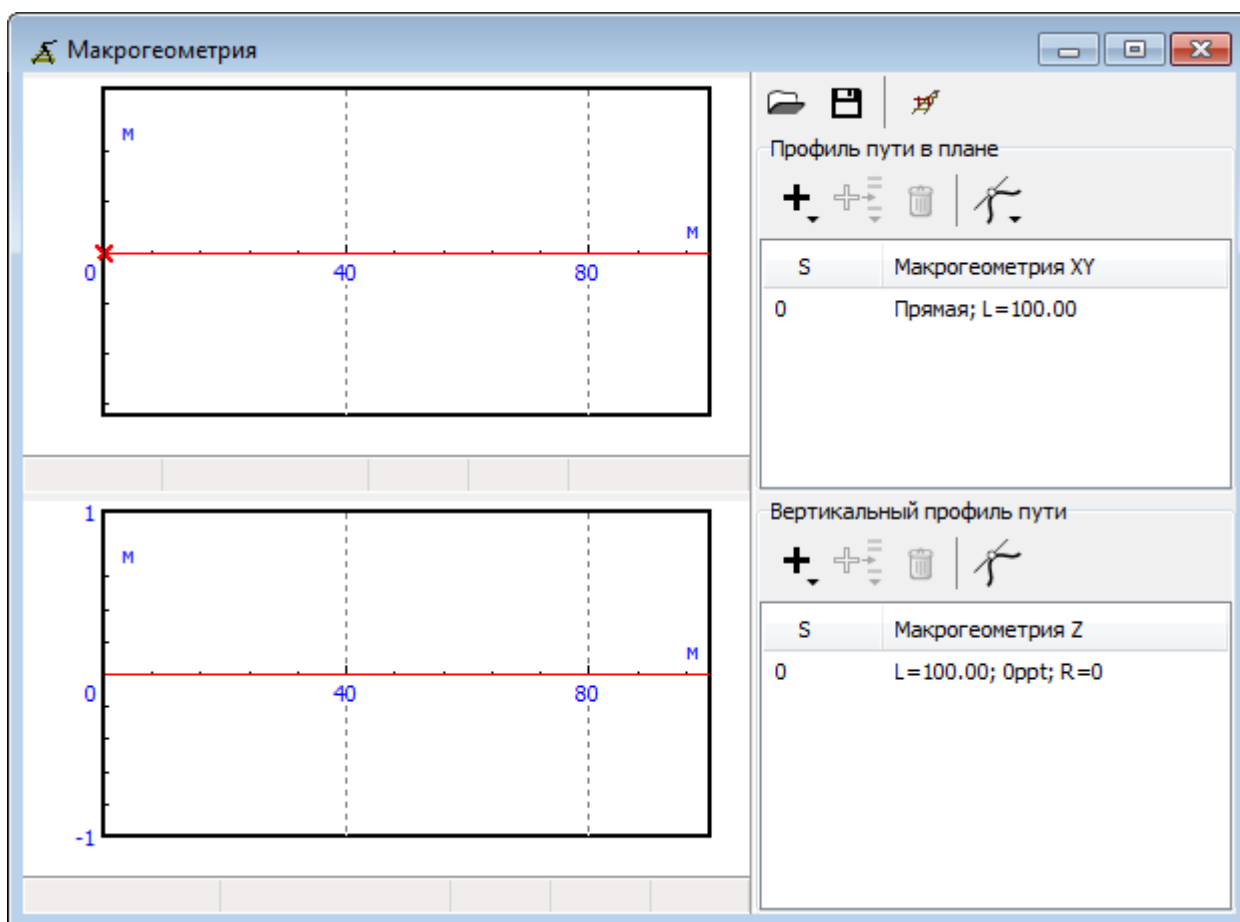 Макрогеометрия
м
м
0
40
80
1
м
м
0
40
80
-1
Профиль пути в плане
S Макрогеометрия XY
0 Прямая; L=100.00
Вертикальный профиль пути
S Макрогеометрия Z
0 L=100.00; 0ppt; R=0